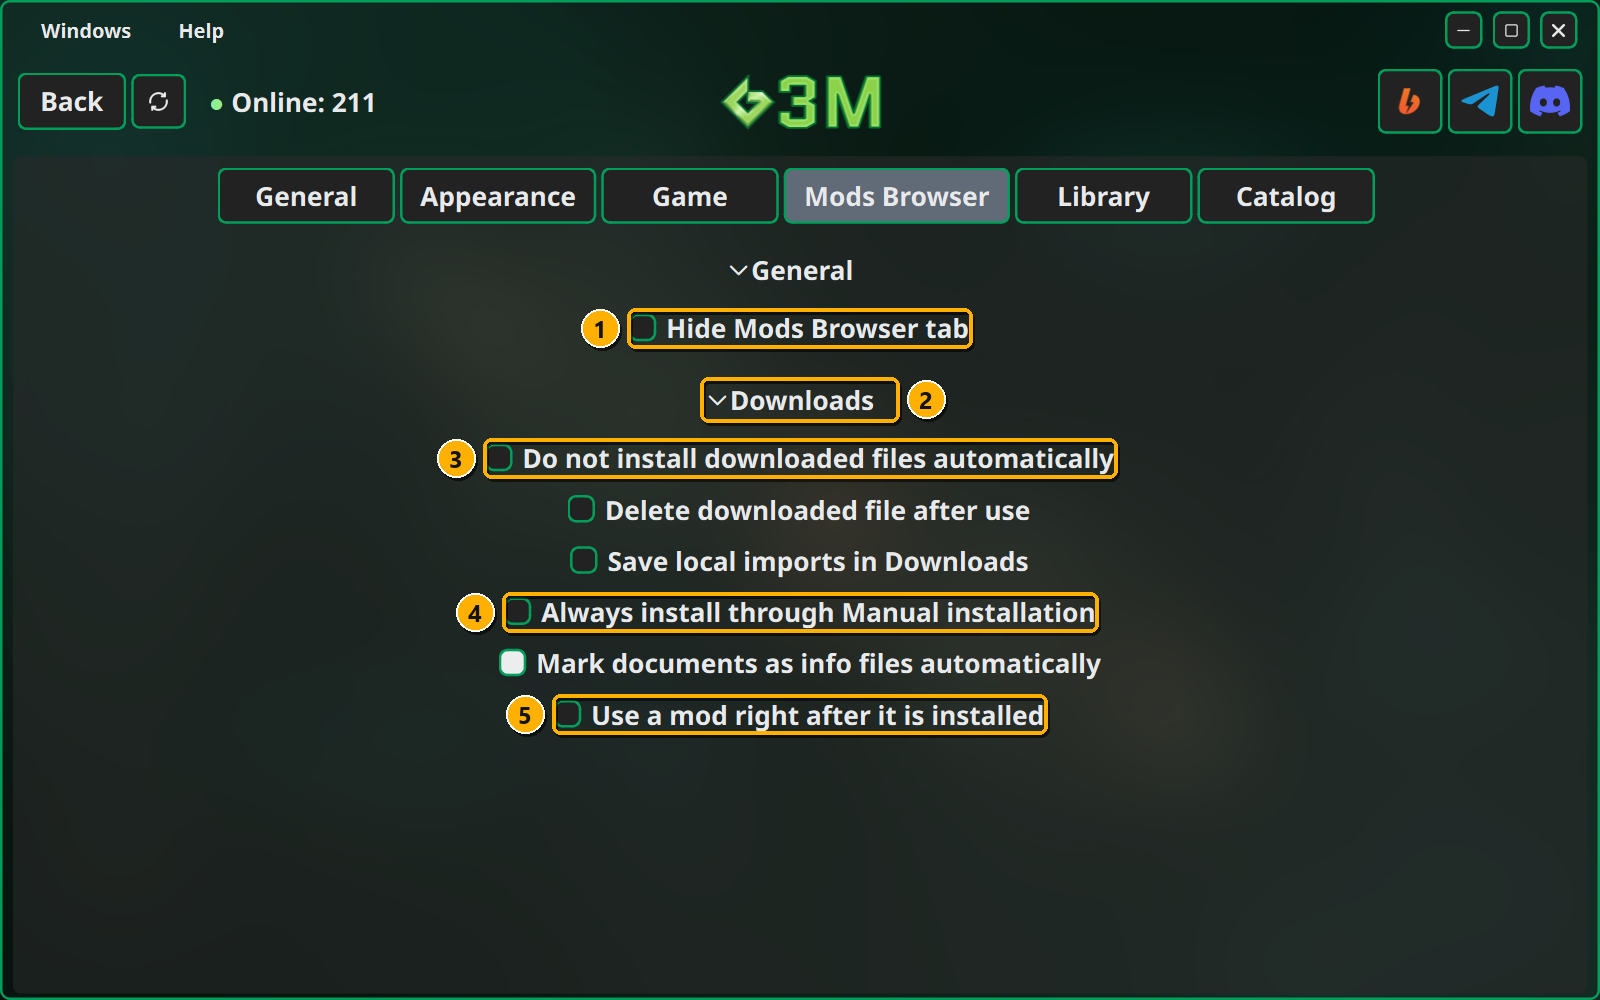 Windows Help
Back Online: 211 3M
General Appearance Game Mods Browser Library Catalog
General
1 Hide Mods Browser tab
Downloads 2
3 Do not install downloaded files automatically
Delete downloaded file after use
Save local imports in Downloads
4 Always install through Manual installation
Mark documents as info files automatically
5 Use a mod right after it is installed